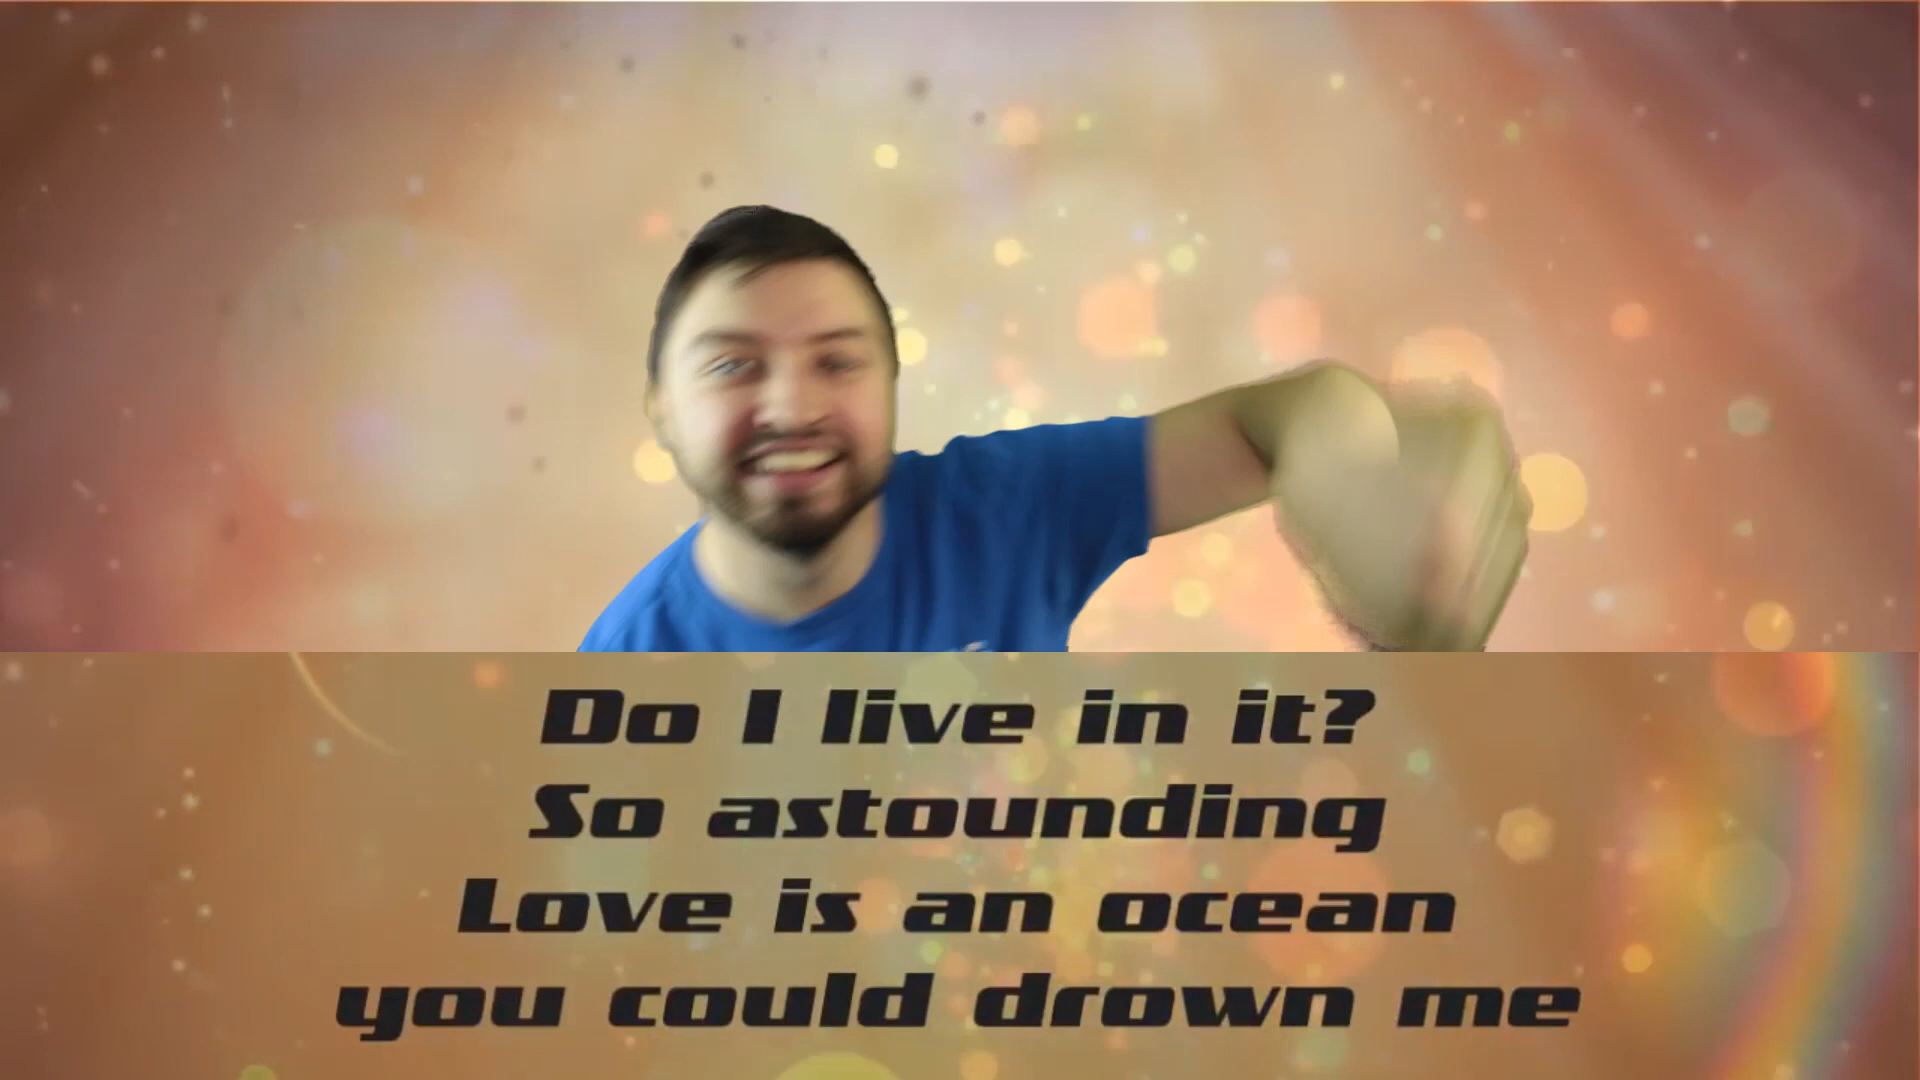 Do I live in it?
So astounding
Love is an ocean
you could drown me